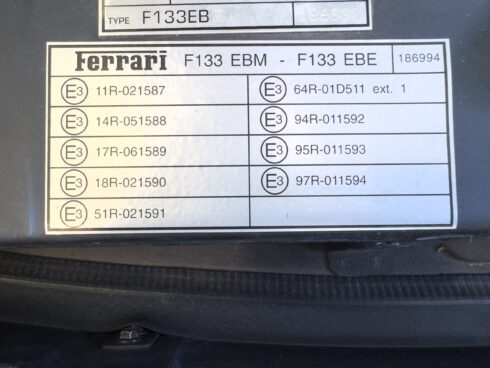 TYPE F133EB
Ferrari F133 EBM - F133 EBE 186994
E3 11R-021587 E3 64R-01D511 ext. 1
E3 14R-051588 E3 94R-011592
E3 17R-061589 E3 95R-011593
E3 18R-021590 E3 97R-011594
E3 51R-021591